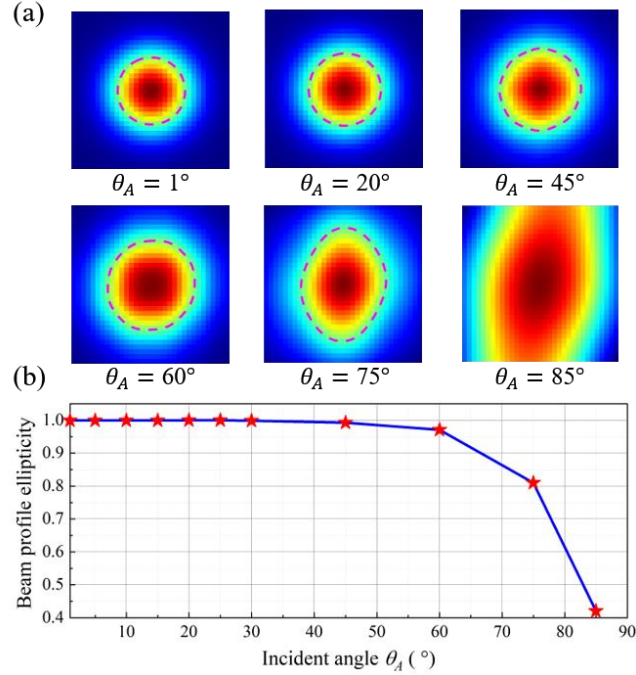 (a)
θ_A = 1°
θ_A = 20°
θ_A = 45°
θ_A = 60°
θ_A = 75°
θ_A = 85°
(b)
Beam profile ellipticity
1.0
0.9
0.8
0.7
0.6
0.5
0.4
10 20 30 40 50 60 70 80 90
Incident angle θ_A ( °)